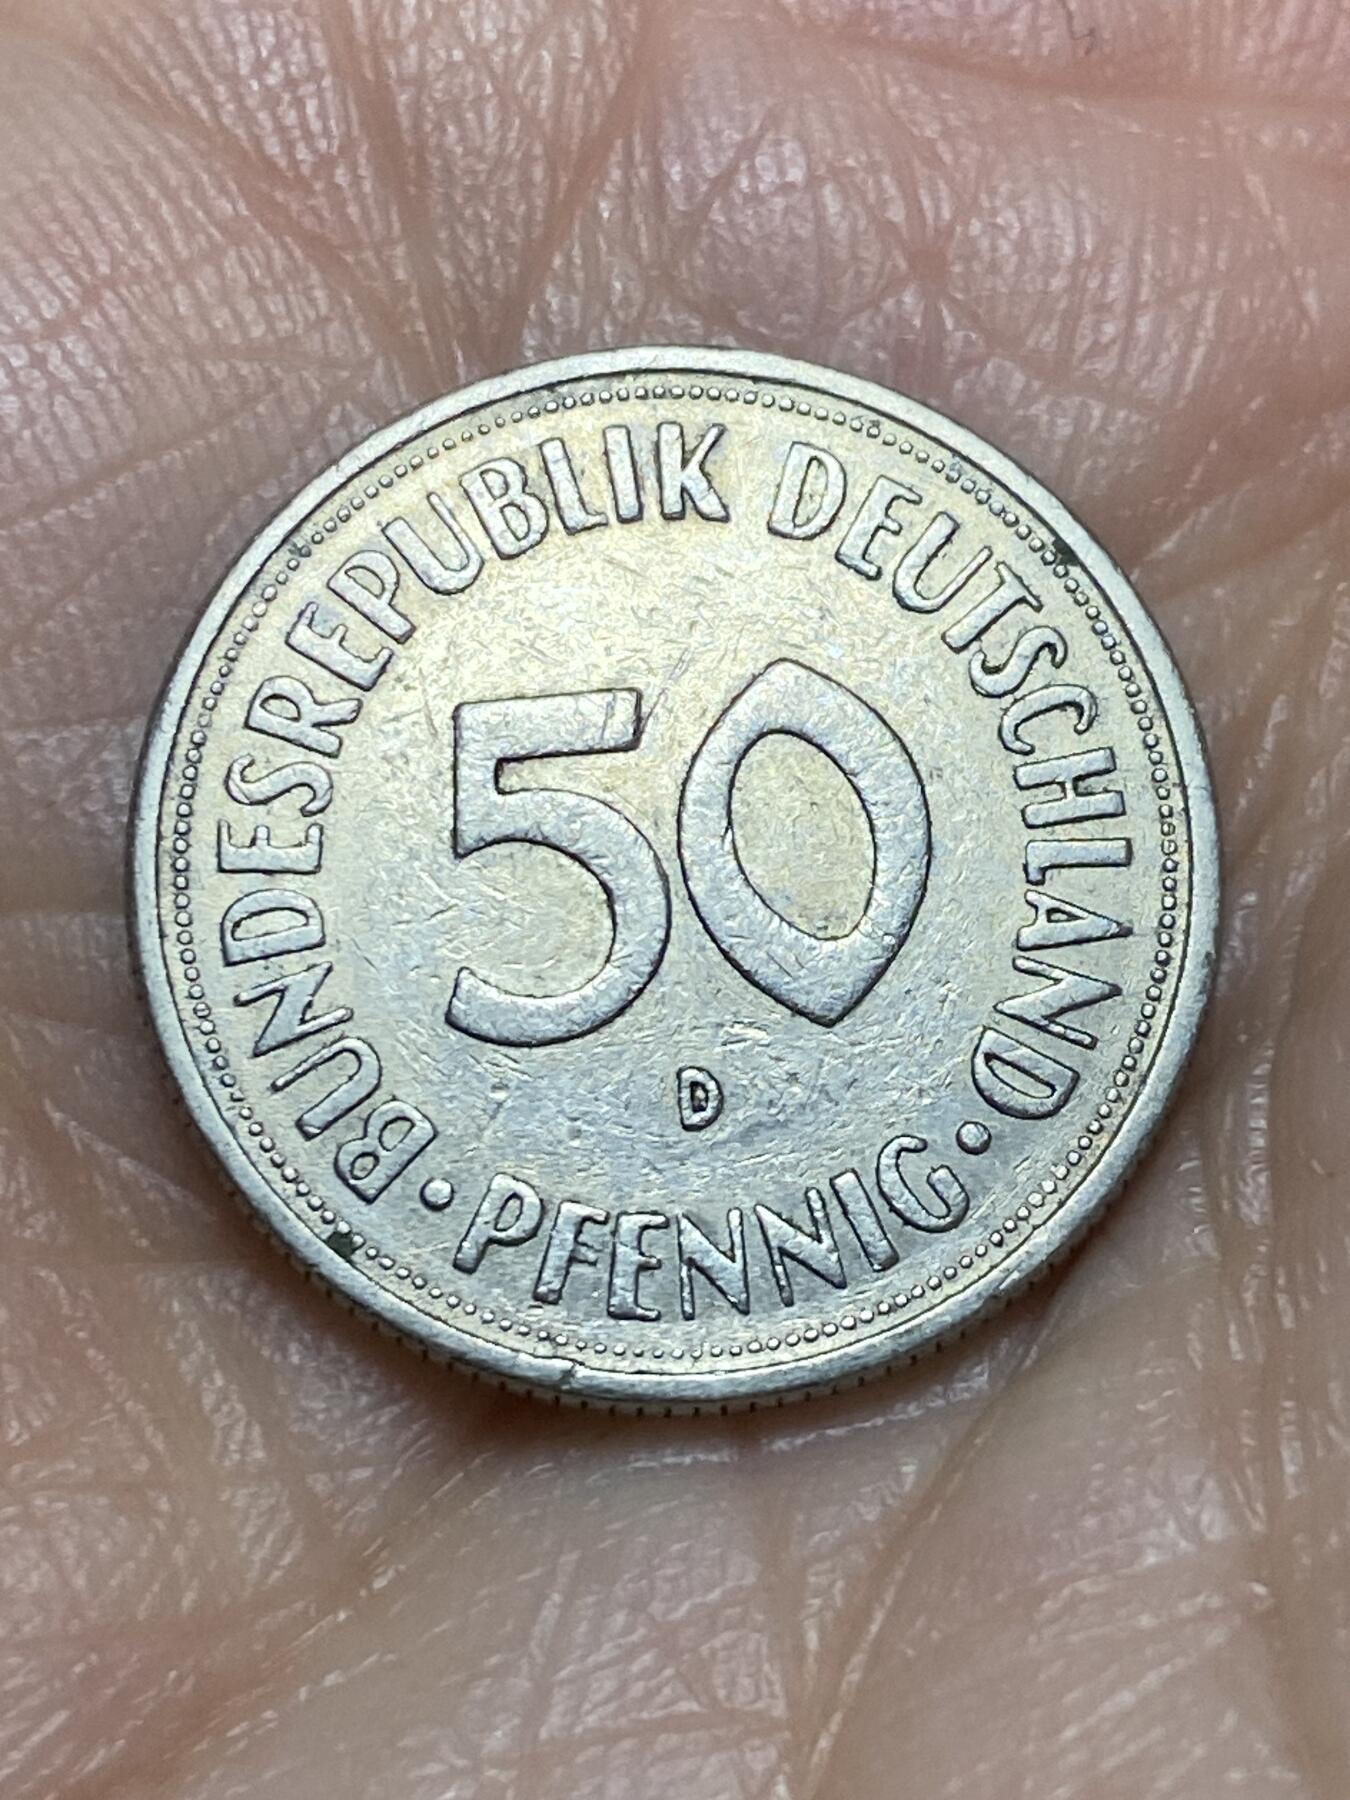 BUNDESREPUBLIK DEUTSCHLAND
50
D
• PFENNIG •